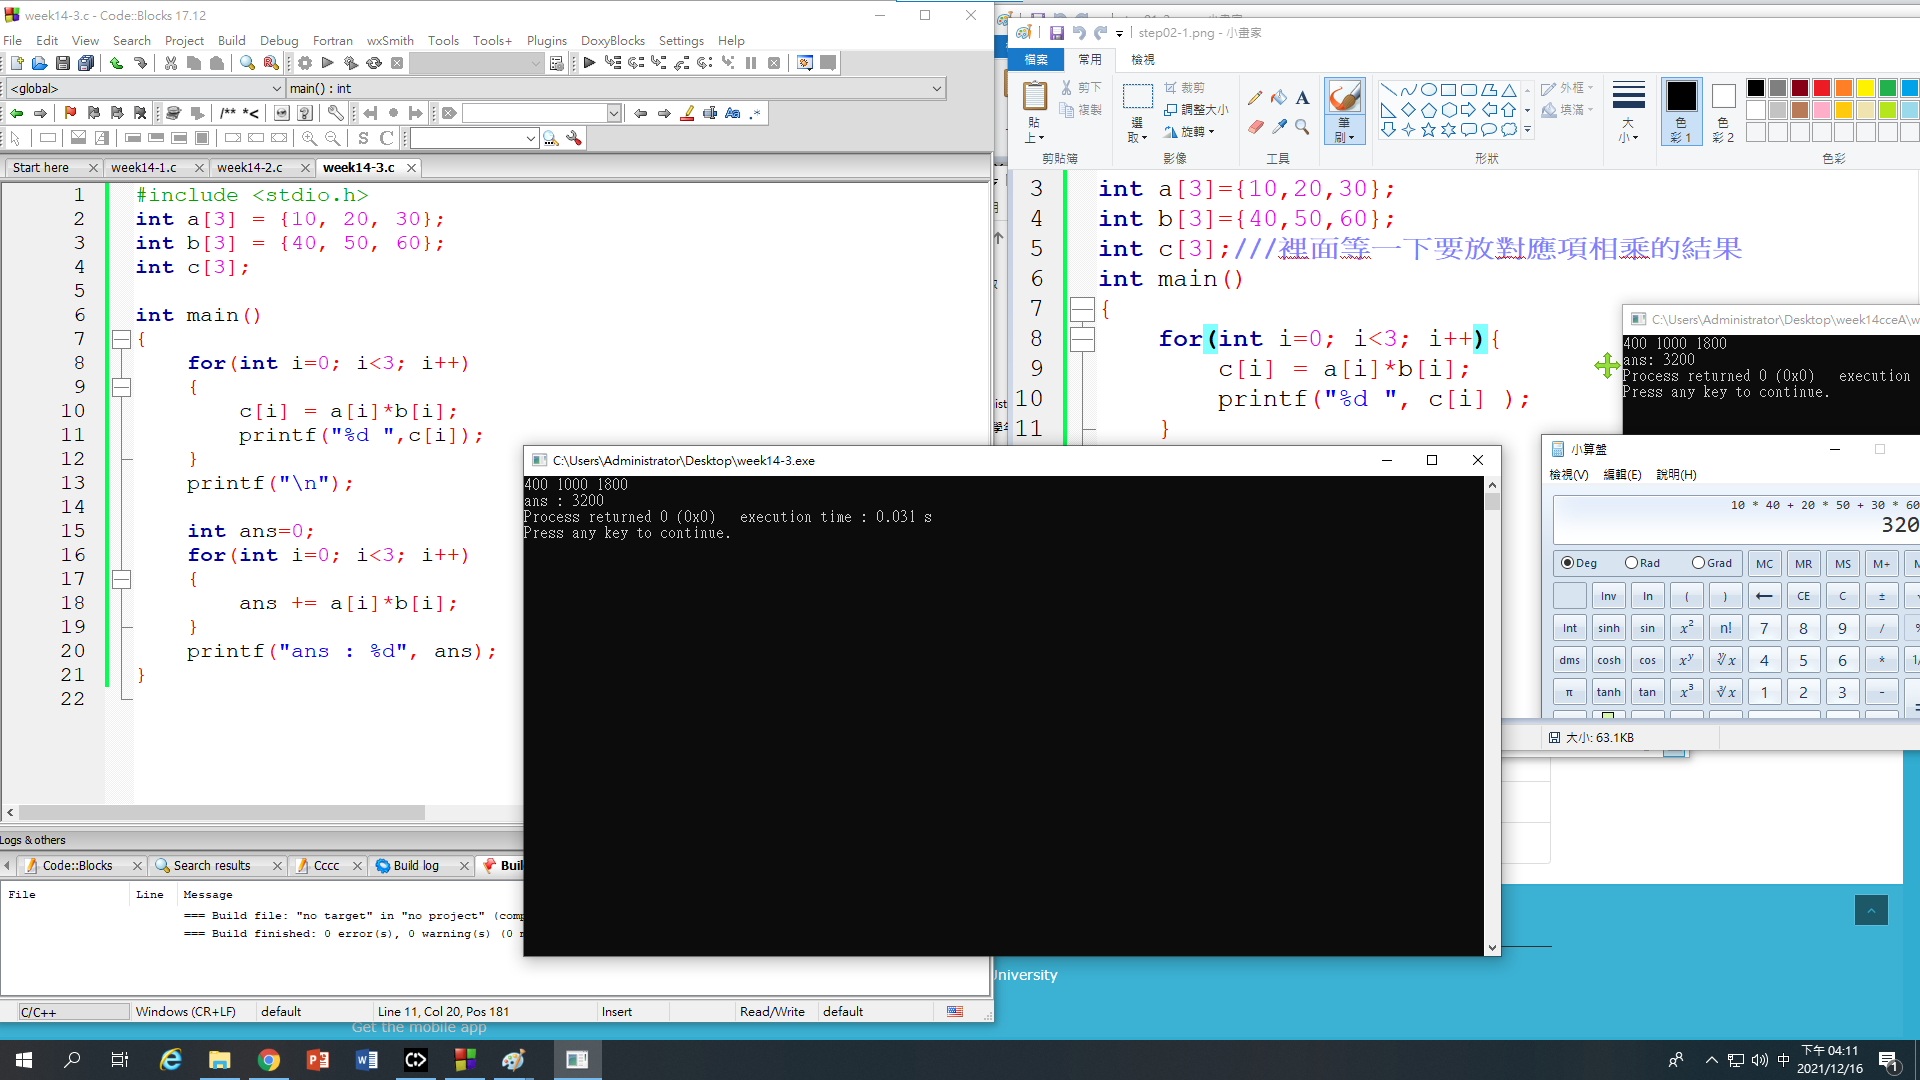 week14-3.c - Code::Blocks 17.12
File Edit View Search Project Build Debug Fortran wxSmith Tools Tools+ Plugins DoxyBlocks Settings Help
<global>
main() : int
Start here
week14-1.c
week14-2.c
week14-3.c
1 #include <stdio.h>
2 int a[3] = {10, 20, 30};
3 int b[3] = {40, 50, 60};
4 int c[3];
5
6 int main()
7 {
8 for(int i=0; i<3; i++)
9 {
10 c[i] = a[i]*b[i];
11 printf("%d ",c[i]);
12 }
13 printf("\n");
14
15 int ans=0;
16 for(int i=0; i<3; i++)
17 {
18 ans += a[i]*b[i];
19 }
20 printf("ans : %d", ans);
21 }
22
Logs & others
Code::Blocks
Search results
Cccc
Build log
File Line Message
=== Build file: "no target" in "no project"
=== Build finished: 0 error(s), 0 warning(s) (0
C/C++
Windows (CR+LF)
default
Line 11, Col 20, Pos 181
Insert
Read/Write
default
C:\Users\Administrator\Desktop\week14-3.exe
400 1000 1800
ans : 3200
Process returned 0 (0x0) execution time : 0.031 s
Press any key to continue.
step02-1.png - 小畫家
檔案 常用 檢視
貼上
剪下
複製
剪貼簿
選取
裁剪
調整大小
旋轉
影像
工具
筆刷
形狀
外框
填滿
大小
色彩 1
色彩 2
色彩
3 int a[3]={10,20,30};
4 int b[3]={40,50,60};
5 int c[3];///裡面等一下要放對應項相乘的結果
6 int main()
7 {
8 for(int i=0; i<3; i++){
9 c[i] = a[i]*b[i];
10 printf("%d ", c[i] );
11 }
C:\Users\Administrator\Desktop\week14cceA\w
400 1000 1800
ans: 3200
Process returned 0 (0x0) execution
Press any key to continue.
小算盤
檢視(V) 編輯(E) 說明(H)
10 * 40 + 20 * 50 + 30 * 60
320
Deg Rad Grad MC MR MS M+
Inv ln ( ) ← CE C ±
Int sinh sin x² n! 7 8 9 /
dms cosh cos xʸ ʸ√x 4 5 6 *
π tanh tan x³ ³√x 1 2 3 -
大小: 63.1KB
University
Get the mobile app
中
下午 04:11
2021/12/16
1